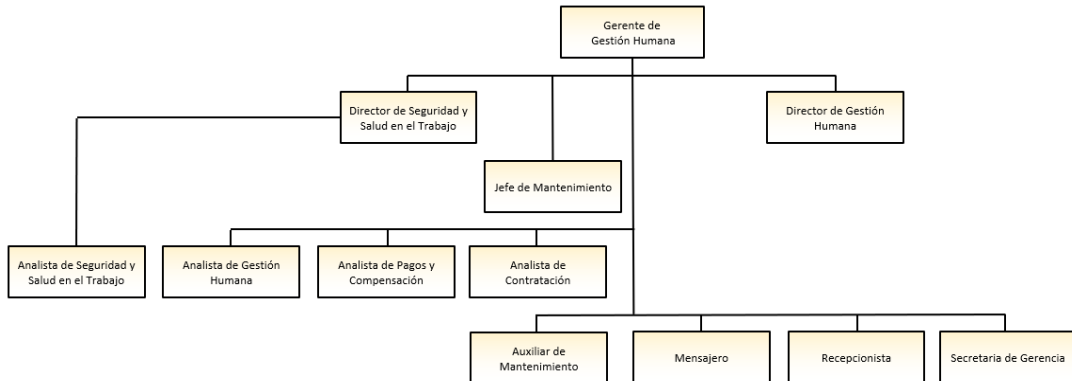 Gerente de
Gestión Humana
Director de Seguridad y
Salud en el Trabajo
Director de Gestión
Humana
Jefe de Mantenimiento
Analista de Seguridad y
Salud en el Trabajo
Analista de Gestión
Humana
Analista de Pagos y
Compensación
Analista de
Contratación
Auxiliar de
Mantenimiento
Mensajero
Recepcionista
Secretaria de Gerencia